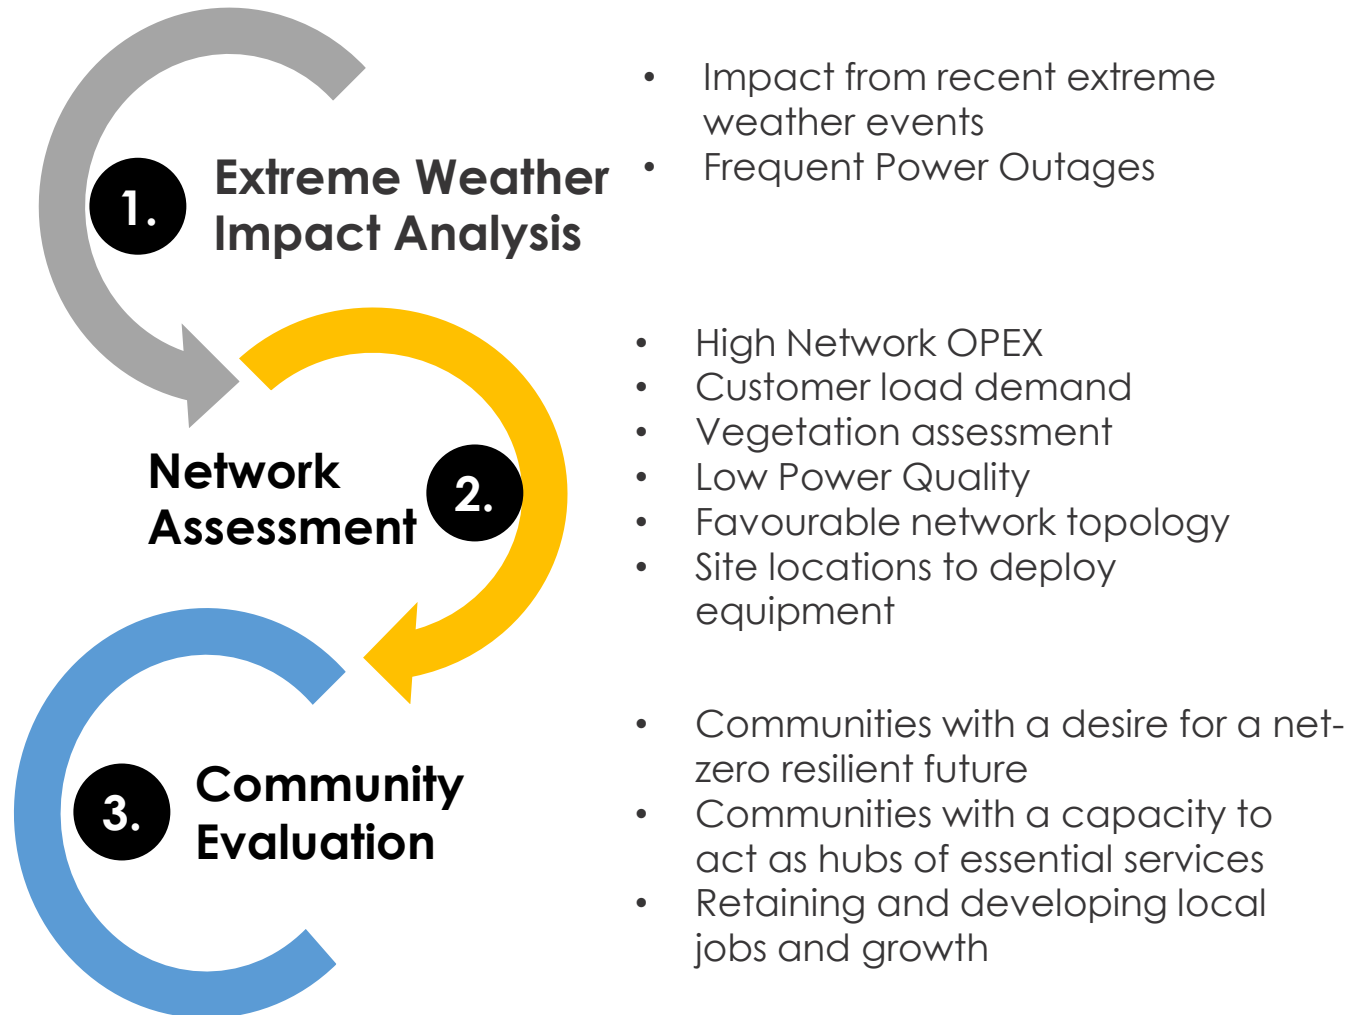 1.
Extreme Weather
Impact Analysis
• Impact from recent extreme
weather events
• Frequent Power Outages
Network
Assessment
2.
• High Network OPEX
• Customer load demand
• Vegetation assessment
• Low Power Quality
• Favourable network topology
• Site locations to deploy
equipment
3.
Community
Evaluation
• Communities with a desire for a net-
zero resilient future
• Communities with a capacity to
act as hubs of essential services
• Retaining and developing local
jobs and growth